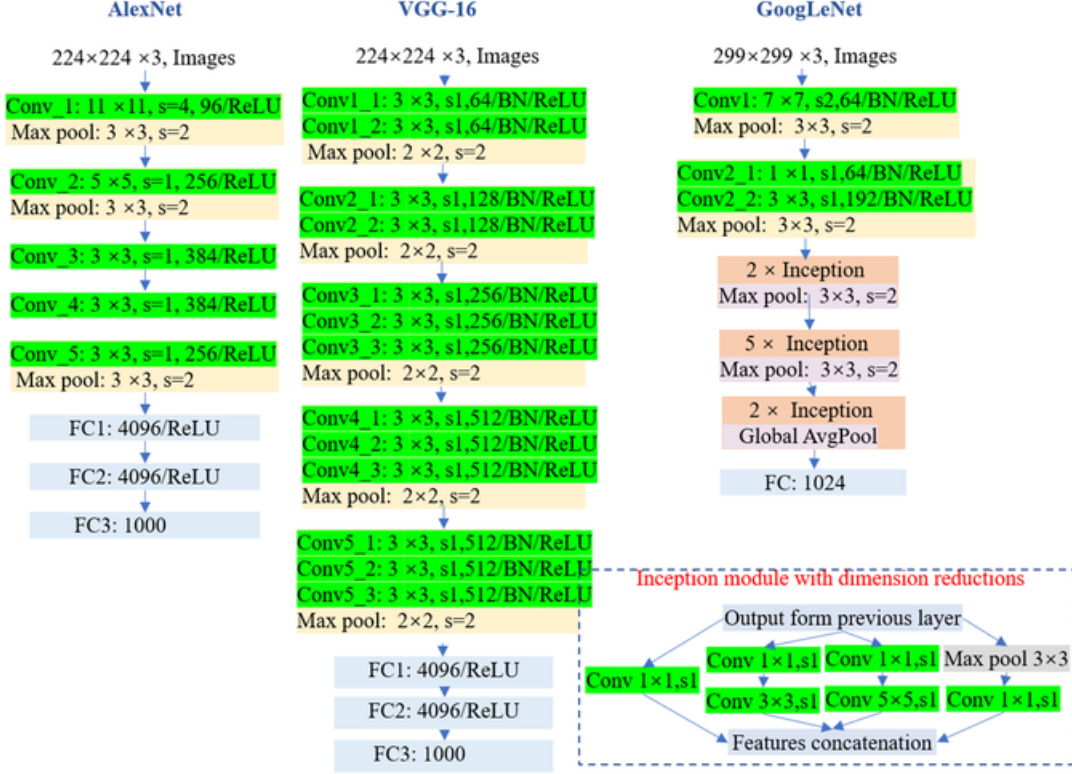 AlexNet
224×224 ×3, Images
Conv_1: 11 ×11, s=4, 96/ReLU
Max pool: 3 ×3, s=2
Conv_2: 5 ×5, s=1, 256/ReLU
Max pool: 3 ×3, s=2
Conv_3: 3 ×3, s=1, 384/ReLU
Conv_4: 3 ×3, s=1, 384/ReLU
Conv_5: 3 ×3, s=1, 256/ReLU
Max pool: 3 ×3, s=2
FC1: 4096/ReLU
FC2: 4096/ReLU
FC3: 1000
VGG-16
224×224 ×3, Images
Conv1_1: 3 ×3, s1,64/BN/ReLU
Conv1_2: 3 ×3, s1,64/BN/ReLU
Max pool: 2 ×2, s=2
Conv2_1: 3 ×3, s1,128/BN/ReLU
Conv2_2: 3 ×3, s1,128/BN/ReLU
Max pool: 2×2, s=2
Conv3_1: 3 ×3, s1,256/BN/ReLU
Conv3_2: 3 ×3, s1,256/BN/ReLU
Conv3_3: 3 ×3, s1,256/BN/ReLU
Max pool: 2×2, s=2
Conv4_1: 3 ×3, s1,512/BN/ReLU
Conv4_2: 3 ×3, s1,512/BN/ReLU
Conv4_3: 3 ×3, s1,512/BN/ReLU
Max pool: 2×2, s=2
Conv5_1: 3 ×3, s1,512/BN/ReLU
Conv5_2: 3 ×3, s1,512/BN/ReLU
Conv5_3: 3 ×3, s1,512/BN/ReLU
Max pool: 2×2, s=2
FC1: 4096/ReLU
FC2: 4096/ReLU
FC3: 1000
GoogLeNet
299×299 ×3, Images
Conv1: 7 ×7, s2,64/BN/ReLU
Max pool: 3×3, s=2
Conv2_1: 1 ×1, s1,64/BN/ReLU
Conv2_2: 3 ×3, s1,192/BN/ReLU
Max pool: 3×3, s=2
2 × Inception
Max pool: 3×3, s=2
5 × Inception
Max pool: 3×3, s=2
2 × Inception
Global AvgPool
FC: 1024
Inception module with dimension reductions
Output form previous layer
Conv 1×1,s1
Conv 1×1,s1
Conv 3×3,s1
Conv 1×1,s1
Conv 5×5,s1
Max pool 3×3
Conv 1×1,s1
Features concatenation